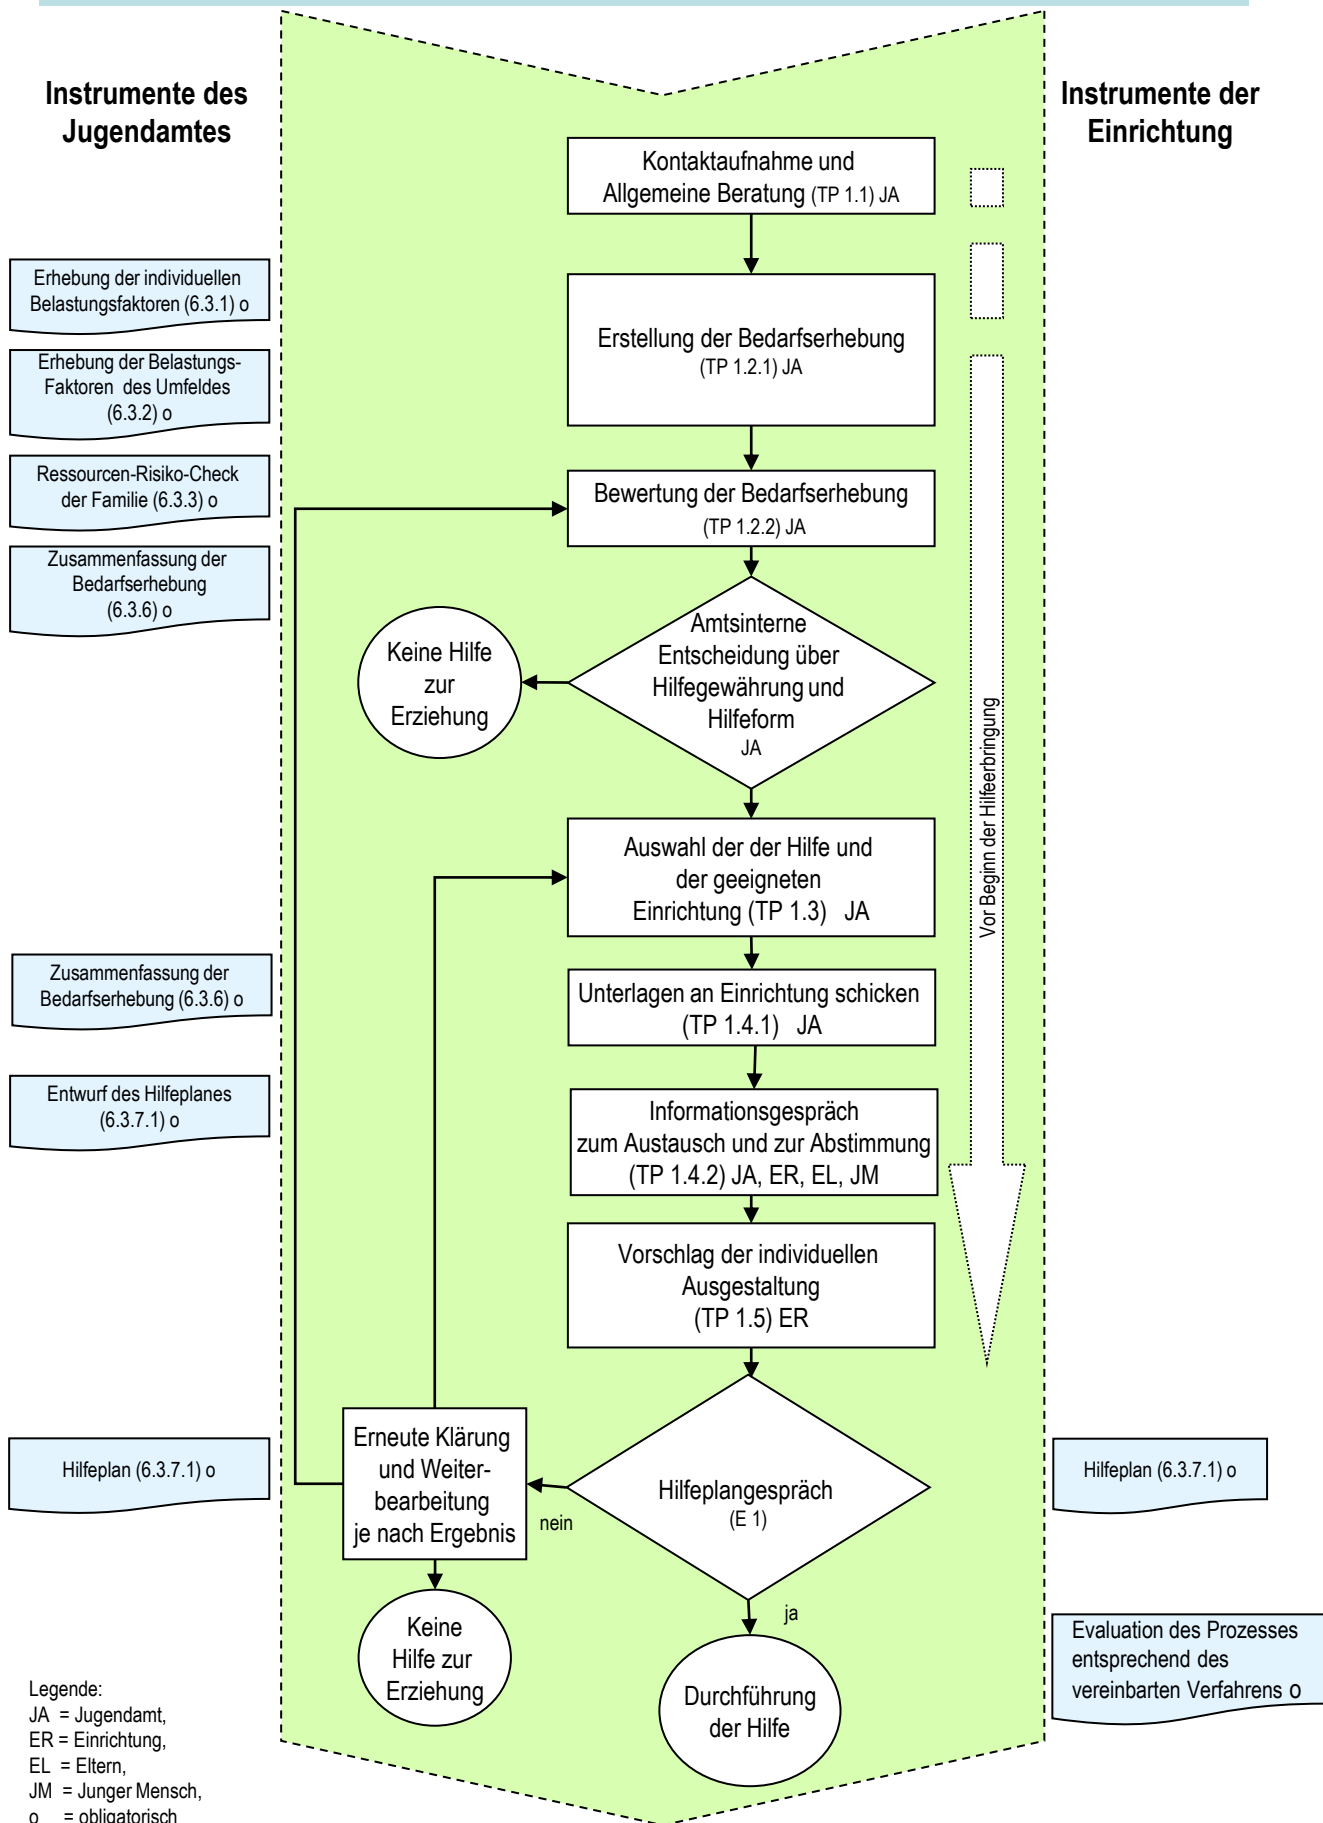 Instrumente des
Jugendamtes
Instrumente der
Einrichtung
Kontaktaufnahme und
Allgemeine Beratung (TP 1.1) JA
Erhebung der individuellen
Belastungsfaktoren (6.3.1) o
Erstellung der Bedarfserhebung
(TP 1.2.1) JA
Erhebung der Belastungs-
Faktoren des Umfeldes
(6.3.2) o
Ressourcen-Risiko-Check
der Familie (6.3.3) o
Bewertung der Bedarfserhebung
(TP 1.2.2) JA
Zusammenfassung der
Bedarfserhebung
(6.3.6) o
Amtsinterne
Entscheidung über
Hilfegewährung und
Hilfeform
JA
Keine Hilfe
zur
Erziehung
Vor Beginn der Hilfeerbringung
Auswahl der der Hilfe und
der geeigneten
Einrichtung (TP 1.3) JA
Zusammenfassung der
Bedarfserhebung (6.3.6) o
Unterlagen an Einrichtung schicken
(TP 1.4.1) JA
Entwurf des Hilfeplanes
(6.3.7.1) o
Informationsgespräch
zum Austausch und zur Abstimmung
(TP 1.4.2) JA, ER, EL, JM
Vorschlag der individuellen
Ausgestaltung
(TP 1.5) ER
Hilfeplan (6.3.7.1) o
Erneute Klärung
und Weiter-
bearbeitung
je nach Ergebnis
nein
Hilfeplangespräch
(E 1)
Hilfeplan (6.3.7.1) o
ja
Keine
Hilfe zur
Erziehung
Durchführung
der Hilfe
Evaluation des Prozesses
entsprechend des
vereinbarten Verfahrens o
Legende:
JA = Jugendamt,
ER = Einrichtung,
EL = Eltern,
JM = Junger Mensch,
o = obligatorisch